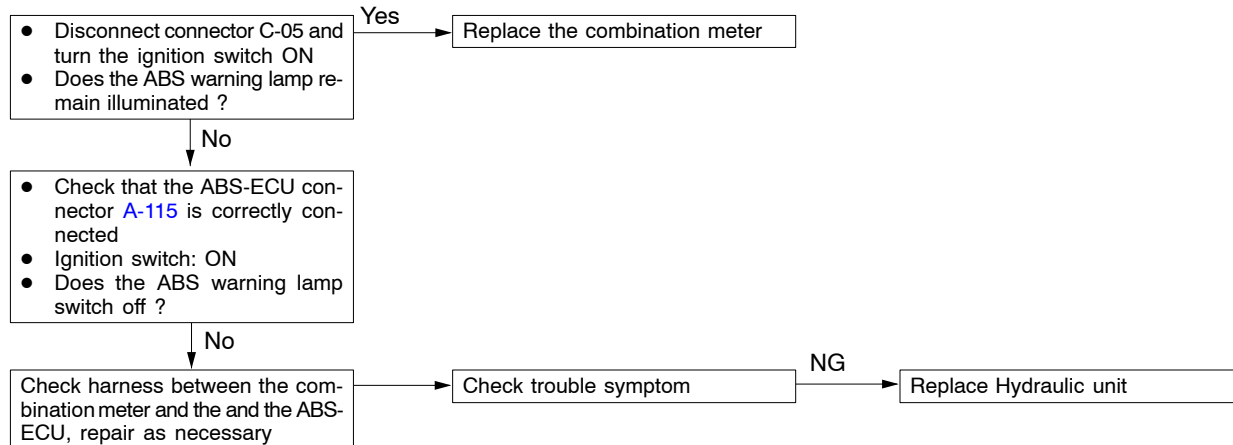 ● Disconnect connector C-05 and
turn the ignition switch ON
● Does the ABS warning lamp re-
main illuminated ?
Yes
Replace the combination meter
No
● Check that the ABS-ECU con-
nector A-115 is correctly con-
nected
● Ignition switch: ON
● Does the ABS warning lamp
switch off ?
No
Check harness between the com-
bination meter and the and the ABS-
ECU, repair as necessary
Check trouble symptom
NG
Replace Hydraulic unit